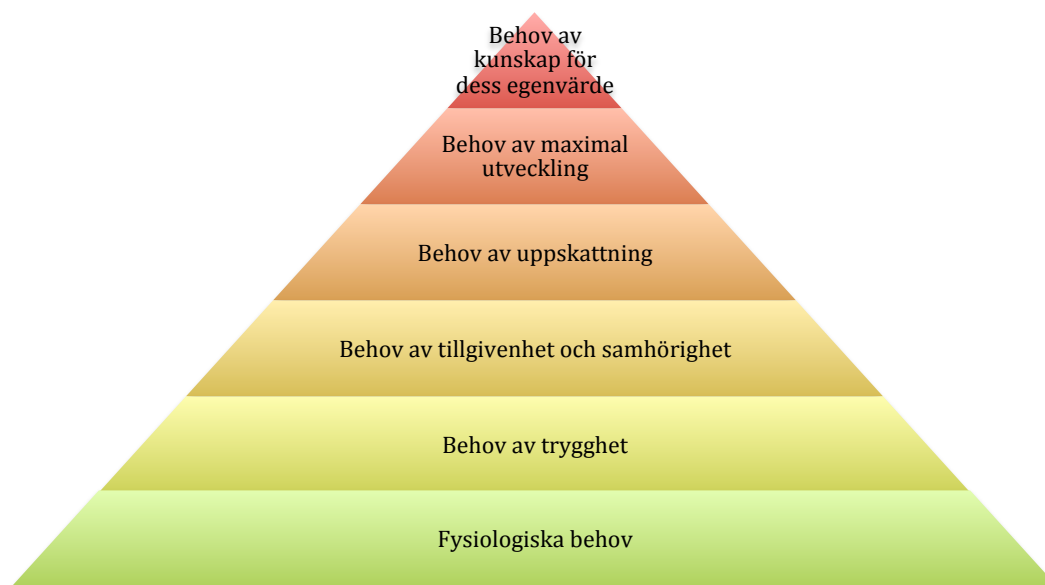 Behov av
kunskap för
dess egenvärde
Behov av maximal
utveckling
Behov av uppskattning
Behov av tillgivenhet och samhörighet
Behov av trygghet
Fysiologiska behov